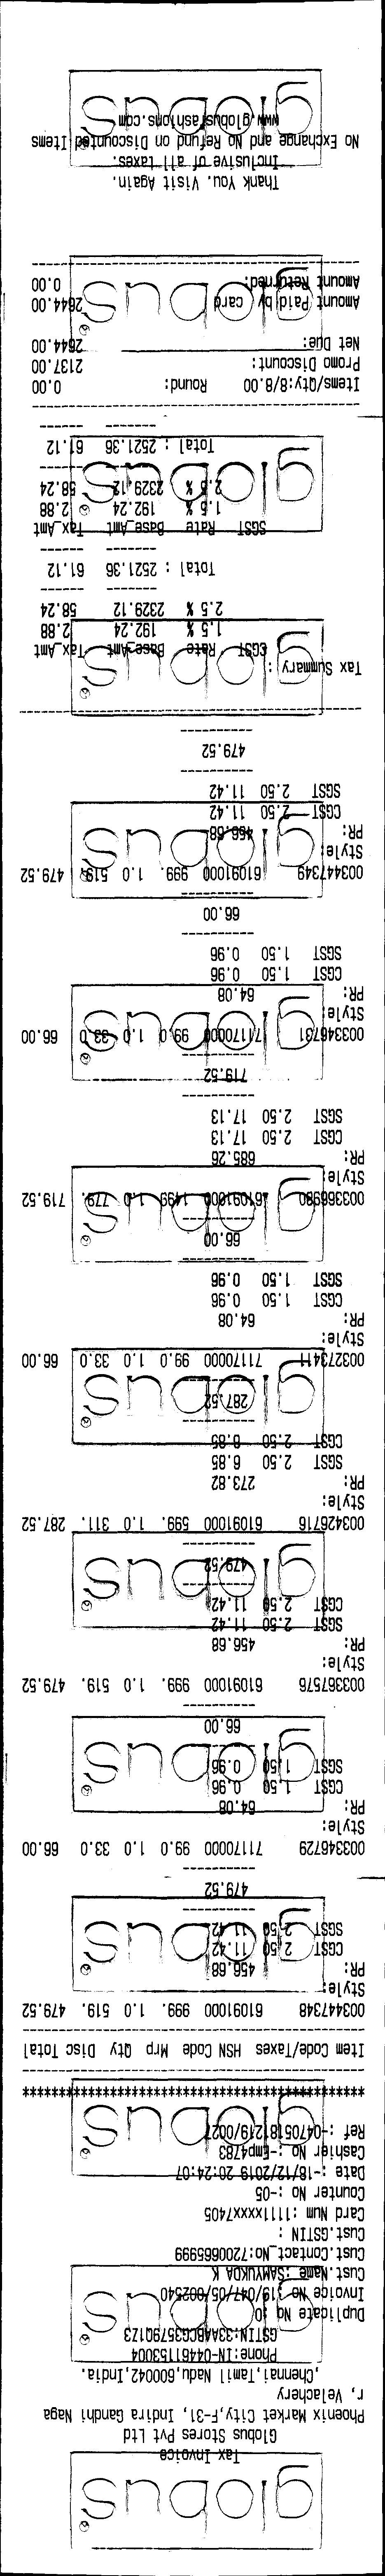 globus
Tax Invoice
Globus Stores Pvt Ltd
Phoenix Market City,F-31, Indira Gandhi Naga
r, Velachery
,Chennai,Tamil Nadu,600042,India.
Phone:IN-04461153004
GSTIN:33AABCG3579Q1Z3
Duplicate No :0
Invoice No :19/047/05/002540
Cust.Name :SAMYUKDA K
Cust.Contact_No:7200665999
Cust.GSTIN :
Card Num :1111xxxx7405
Counter No :-05
Date :-18/12/2019 20:24:07
Cashier No :-Emp4783
Ref :-04705181219/0027
************************************************
Item Code/Taxes HSN Code Mrp Qty Disc Total
003447348 61091000 999. 1.0 519. 479.52
Style:
PR: 456.68
CGST 2.50 11.42
SGST 2.50 11.42
479.52
003346729 71170000 99.0 1.0 33.0 66.00
Style:
PR: 64.08
CGST 1.50 0.96
SGST 1.50 0.96
66.00
003367576 61091000 999. 1.0 519. 479.52
Style:
PR: 456.68
SGST 2.50 11.42
CGST 2.50 11.42
479.52
003426716 61091000 599. 1.0 311. 287.52
Style:
PR: 273.82
SGST 2.50 6.85
CGST 2.50 6.85
287.52
003273411 71170000 99.0 1.0 33.0 66.00
Style:
PR: 64.08
CGST 1.50 0.96
SGST 1.50 0.96
66.00
003366980 61091000 1499 1.0 779. 719.52
Style:
PR: 685.26
CGST 2.50 17.13
SGST 2.50 17.13
719.52
003346731 71170000 99.0 1.0 33.0 66.00
Style:
PR: 64.08
CGST 1.50 0.96
SGST 1.50 0.96
66.00
003447349 61091000 999. 1.0 519. 479.52
Style:
PR: 456.68
CGST 2.50 11.42
SGST 2.50 11.42
479.52
Tax Summary :
CGST Rate Base_Amt Tax_Amt
1.5 % 192.24 2.88
2.5 % 2329.12 58.24
Total : 2521.36 61.12
SGST Rate Base_Amt Tax_Amt
1.5 % 192.24 2.88
2.5 % 2329.12 58.24
Total : 2521.36 61.12
Items/Qty:8/8.00 Round: 0.00
Promo Discount: 2137.00
Net Due: 2644.00
Amount Paid by card 2644.00
Amount Returned: 0.00
Thank You. Visit Again.
Inclusive of all taxes.
No Exchange and No Refund on Discounted Items
www.globusfashions.com